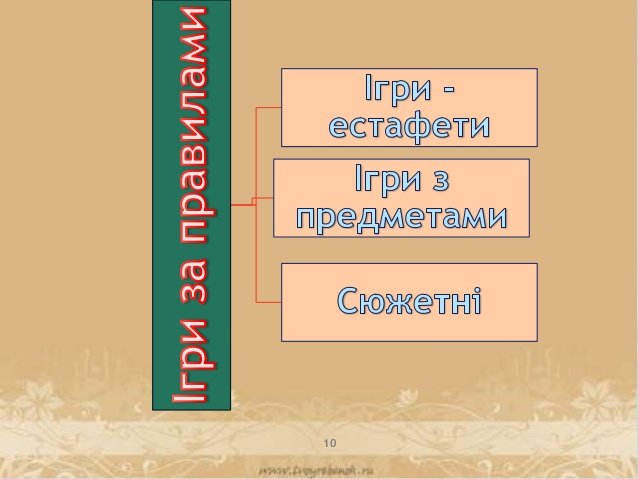 Ігри за правилами
Ігри -
естафети
Ігри з
предметами
Сюжетні
10